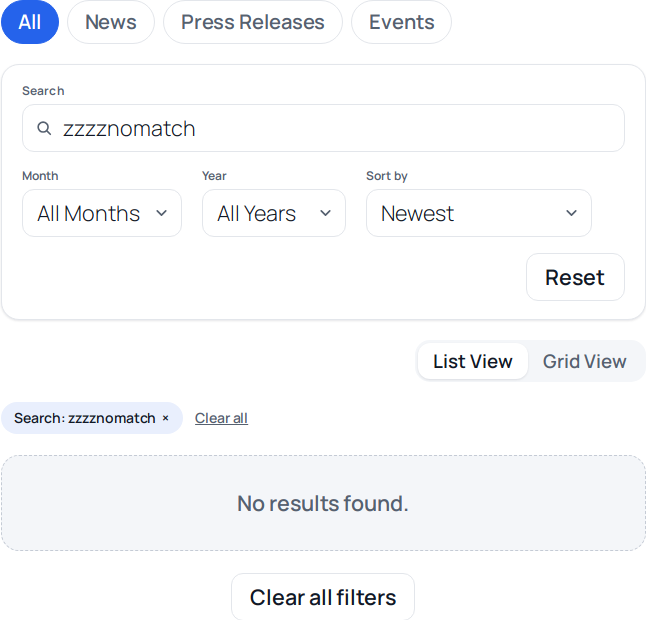 All News Press Releases Events
Search
zzzznomatch
Month Year Sort by
All Months All Years Newest
Reset
List View Grid View
Search: zzzznomatch × Clear all
No results found.
Clear all filters